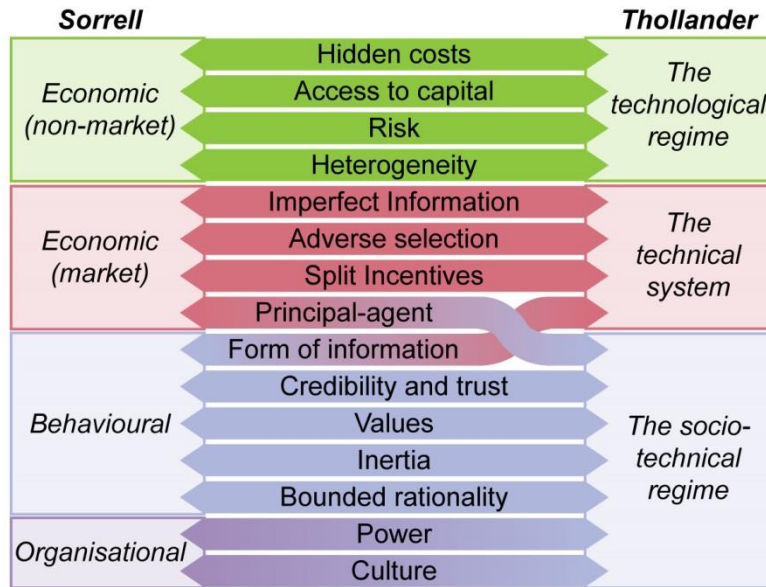 Sorrell
Thollander
Economic
(non-market)
Hidden costs
Access to capital
Risk
Heterogeneity
The
technological
regime
Economic
(market)
Imperfect Information
Adverse selection
Split Incentives
Principal-agent
The
technical
system
Behavioural
Form of information
Credibility and trust
Values
Inertia
Bounded rationality
The socio-
technical
regime
Organisational
Power
Culture